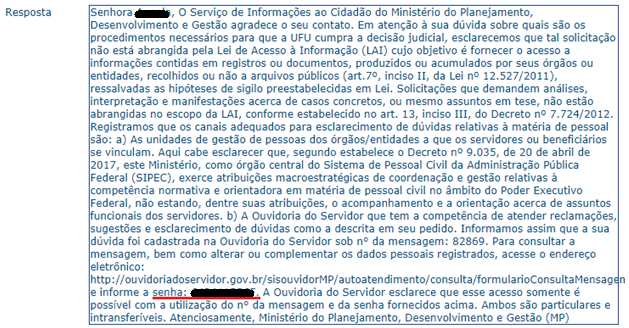 Resposta
Senhora , O Serviço de Informações ao Cidadão do Ministério do Planejamento,
Desenvolvimento e Gestão agradece o seu contato. Em atenção à sua dúvida sobre quais são os
procedimentos necessários para que a UFU cumpra a decisão judicial, esclarecemos que tal solicitação
não está abrangida pela Lei de Acesso à Informação (LAI) cujo objetivo é fornecer o acesso a
informações contidas em registros ou documentos, produzidos ou acumulados por seus órgãos ou
entidades, recolhidos ou não a arquivos públicos (art.7º, inciso II, da Lei nº 12.527/2011),
ressalvadas as hipóteses de sigilo preestabelecidas em Lei. Solicitações que demandem análises,
interpretação e manifestações acerca de casos concretos, ou mesmo assuntos em tese, não estão
abrangidas no escopo da LAI, conforme estabelecido no art. 13, inciso III, do Decreto nº 7.724/2012.
Registramos que os canais adequados para esclarecimento de dúvidas relativas à matéria de pessoal
são: a) As unidades de gestão de pessoas dos órgãos/entidades a que os servidores ou beneficiários
se vinculam. Aqui cabe esclarecer que, segundo estabelece o Decreto nº 9.035, de 20 de abril de
2017, este Ministério, como órgão central do Sistema de Pessoal Civil da Administração Pública
Federal (SIPEC), exerce atribuições macroestratégicas de coordenação e gestão relativas à
competência normativa e orientadora em matéria de pessoal civil no âmbito do Poder Executivo
Federal, não estando, dentre suas atribuições, o acompanhamento e a orientação acerca de assuntos
funcionais dos servidores. b) A Ouvidoria do Servidor que tem a competência de atender reclamações,
sugestões e esclarecimento de dúvidas como a descrita em seu pedido. Informamos assim que a sua
dúvida foi cadastrada na Ouvidoria do Servidor sob nº da mensagem: 82869. Para consultar a
mensagem, bem como alterar ou complementar os dados pessoais registrados, acesse o endereço
eletrônico:
http://ouvidoriadoservidor.gov.br/sisouvidorMP/autoatendimento/consulta/formularioConsultaMensagem
e informe a senha: . A Ouvidoria do Servidor esclarece que esse acesso somente é
possível com a utilização do nº da mensagem e da senha fornecidos acima. Ambos são particulares e
intransferíveis. Atenciosamente, Ministério do Planejamento, Desenvolvimento e Gestão (MP)